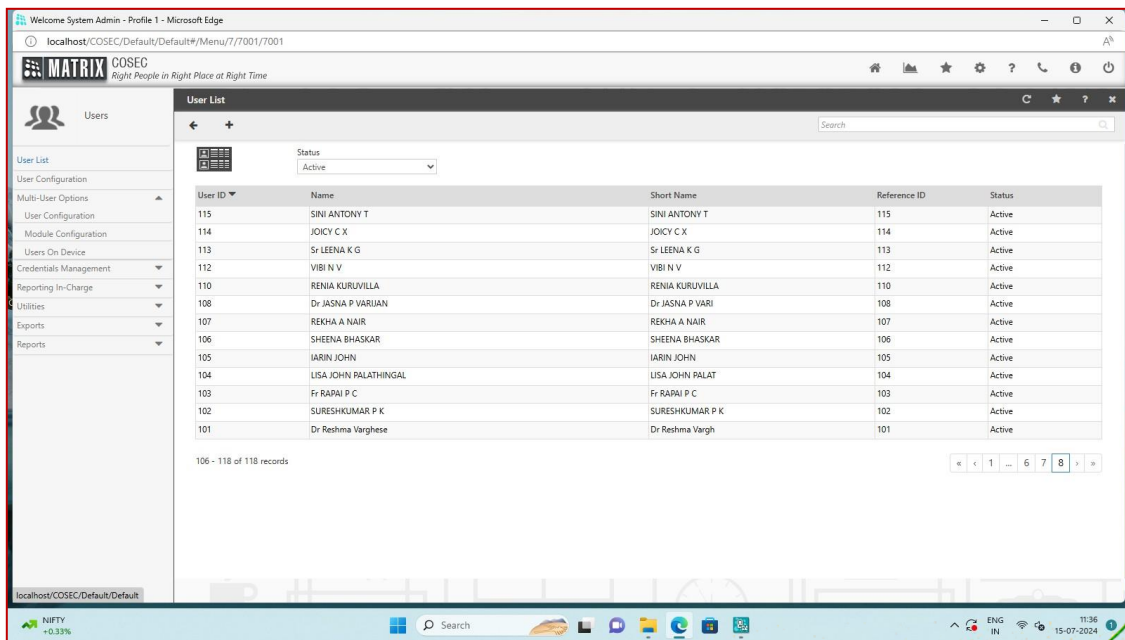 Welcome System Admin - Profile 1 - Microsoft Edge
localhost/COSEC/Default/Default#/Menu/7/7001/7001
MATRIX COSEC
Right People in Right Place at Right Time
Users
User List
User Configuration
Multi-User Options
User Configuration
Module Configuration
Users On Device
Credentials Management
Reporting In-Charge
Utilities
Exports
Reports
User List
Search
Status
Active
User ID Name Short Name Reference ID Status
115 SINI ANTONY T SINI ANTONY T 115 Active
114 JOICY C X JOICY C X 114 Active
113 Sr LEENA K G Sr LEENA K G 113 Active
112 VIBI N V VIBI N V 112 Active
110 RENIA KURUVILLA RENIA KURUVILLA 110 Active
108 Dr JASNA P VARIJAN Dr JASNA P VARI 108 Active
107 REKHA A NAIR REKHA A NAIR 107 Active
106 SHEENA BHASKAR SHEENA BHASKAR 106 Active
105 IARIN JOHN IARIN JOHN 105 Active
104 LISA JOHN PALATHINGAL LISA JOHN PALAT 104 Active
103 Fr RAPAI P C Fr RAPAI P C 103 Active
102 SURESHKUMAR P K SURESHKUMAR P K 102 Active
101 Dr Reshma Varghese Dr Reshma Vargh 101 Active
106 - 118 of 118 records
« ‹ 1 ... 6 7 8 › »
localhost/COSEC/Default/Default
NIFTY
+0.33%
Search
ENG
IN
11:36
15-07-2024